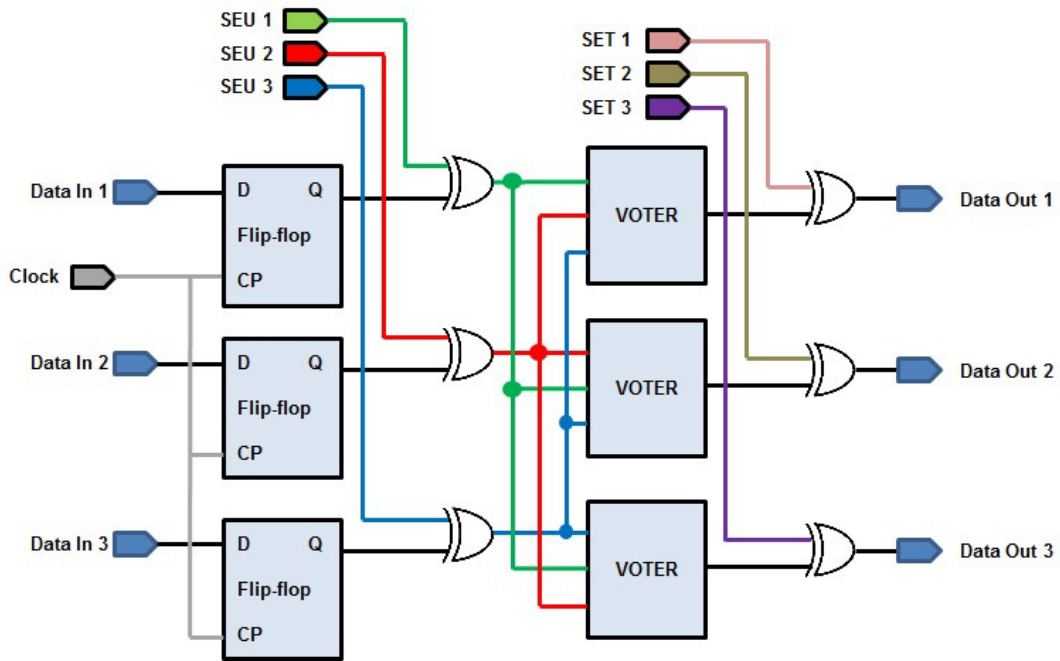 SEU 1
SEU 2
SEU 3
SET 1
SET 2
SET 3
Data In 1
D Q
Flip-flop
CP
Clock
VOTER
Data Out 1
Data In 2
D Q
Flip-flop
CP
VOTER
Data Out 2
Data In 3
D Q
Flip-flop
CP
VOTER
Data Out 3